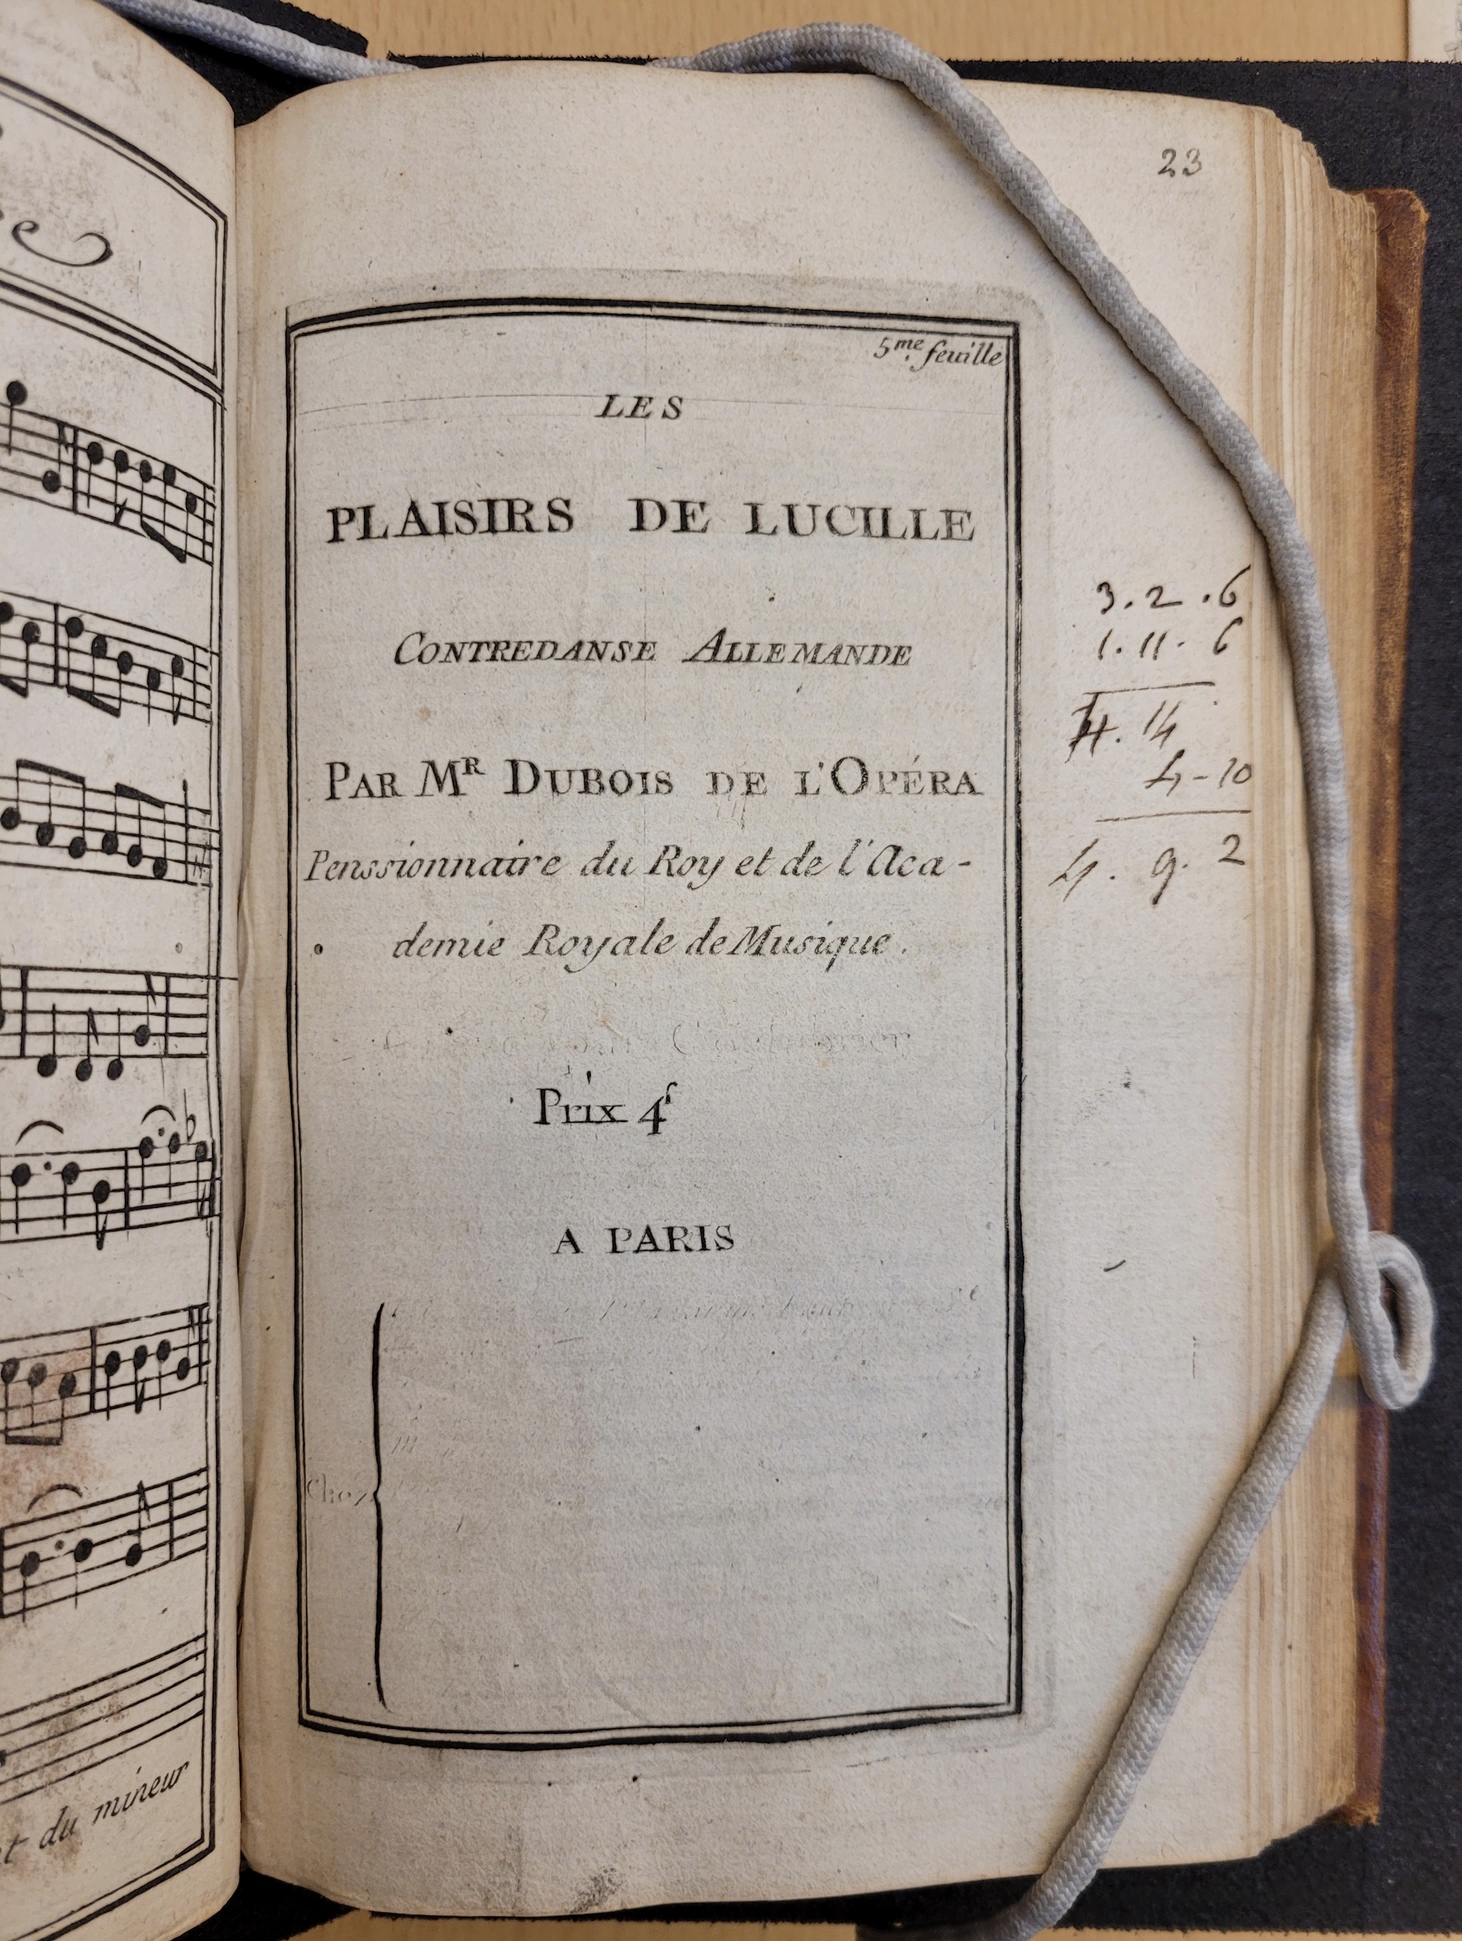 23
5.me feuille
LES
PLAISIRS DE LUCILLE
CONTREDANSE ALLEMANDE
PAR MR DUBOIS DE L'OPÉRA
Penssionnaire du Roy et de l'Aca-
demie Royale de Musique.
Prix 4f
A PARIS
Chez
3.2.6
1.11.6
4.14
4-10
4.9.2
du mineur